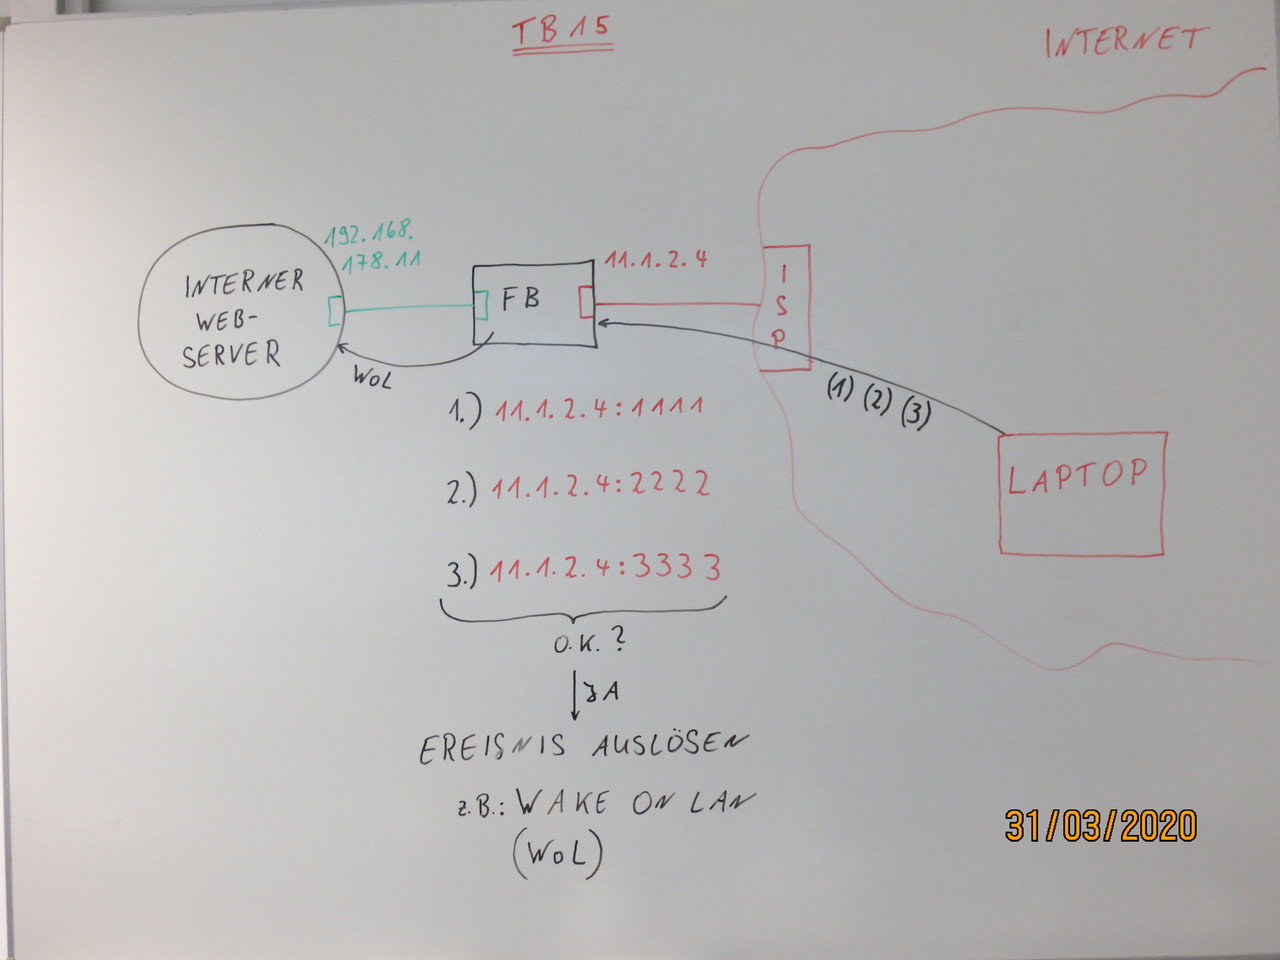 TB15
INTERNET
192.168.
178.11
INTERNER
WEB-
SERVER
FB
11.1.2.4
I
S
P
WoL
(1) (2) (3)
LAPTOP
1.) 11.1.2.4:1111
2.) 11.1.2.4:2222
3.) 11.1.2.4:3333
O.K.?
JA
EREIGNIS AUSLÖSEN
z.B.: WAKE ON LAN
(WoL)
31/03/2020